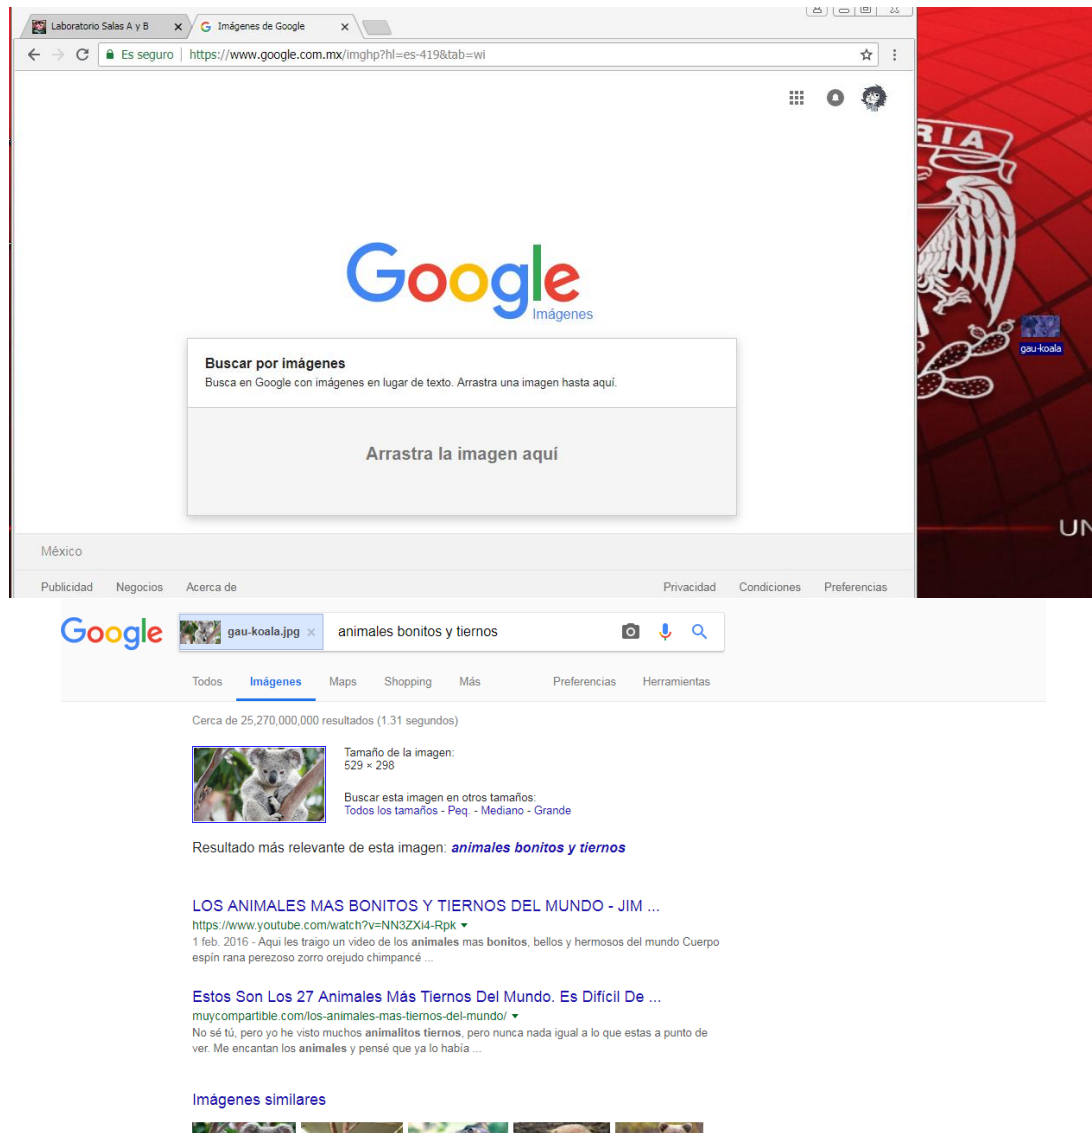 Laboratorio Salas A y B
Imágenes de Google
Es seguro
https://www.google.com.mx/imghp?hl=es-419&tab=wi
RIA
Google
Imágenes
gau-koala
Buscar por imágenes
Busca en Google con imágenes en lugar de texto. Arrastra una imagen hasta aquí.
Arrastra la imagen aquí
UN
México
Publicidad Negocios Acerca de Privacidad Condiciones Preferencias
Google gau-koala.jpg animales bonitos y tiernos
Todos Imágenes Maps Shopping Más Preferencias Herramientas
Cerca de 25,270,000,000 resultados (1.31 segundos)
Tamaño de la imagen:
529 × 298
Buscar esta imagen en otros tamaños:
Todos los tamaños - Peq. - Mediano - Grande
Resultado más relevante de esta imagen: animales bonitos y tiernos
LOS ANIMALES MAS BONITOS Y TIERNOS DEL MUNDO - JIM ...
https://www.youtube.com/watch?v=NN3ZXi4-Rpk
1 feb. 2016 - Aqui les traigo un video de los animales mas bonitos, bellos y hermosos del mundo Cuerpo
espín rana perezoso zorro orejudo chimpancé ...
Estos Son Los 27 Animales Más Tiernos Del Mundo. Es Difícil De ...
muycompartible.com/los-animales-mas-tiernos-del-mundo/
No sé tú, pero yo he visto muchos animalitos tiernos, pero nunca nada igual a lo que estas a punto de
ver. Me encantan los animales y pensé que ya lo había ...
Imágenes similares